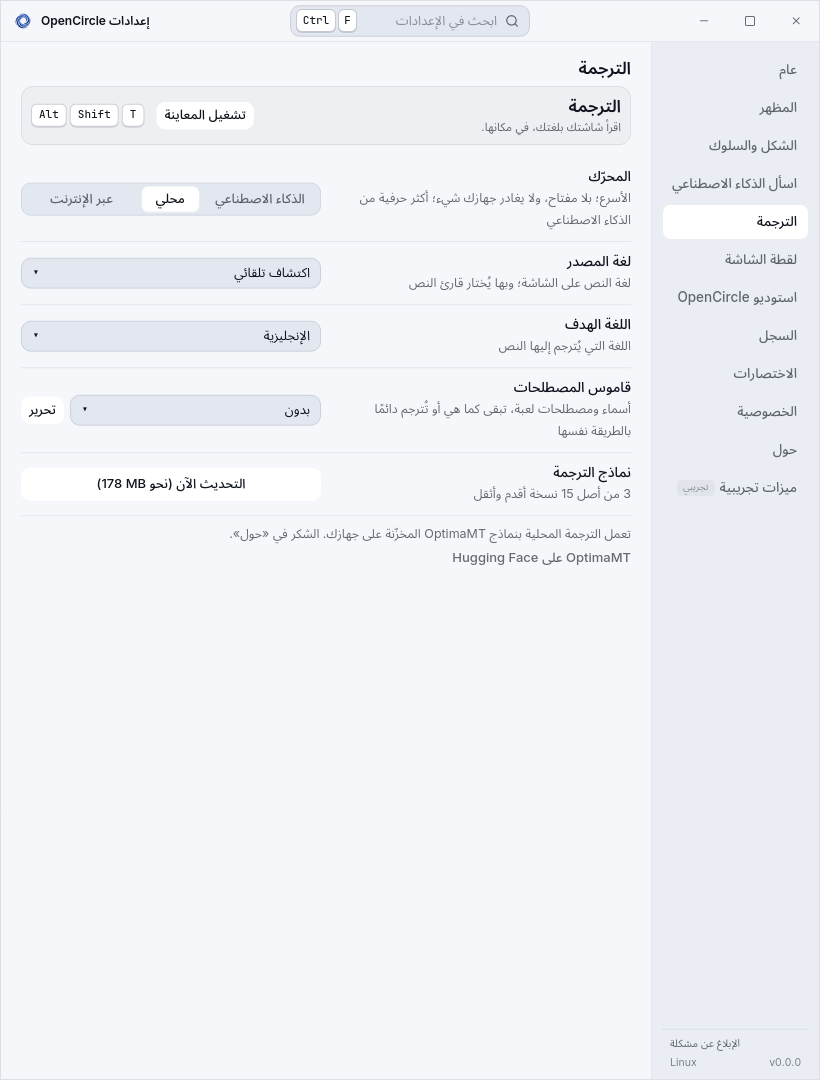 إعدادات OpenCircle
ابحث في الإعدادات
Ctrl F
عام
المظهر
الشكل والسلوك
اسأل الذكاء الاصطناعي
الترجمة
لقطة الشاشة
استوديو OpenCircle
السجل
الاختصارات
الخصوصية
حول
ميزات تجريبية تجريبي
الإبلاغ عن مشكلة
Linux v0.0.0
الترجمة
الترجمة
اقرأ شاشتك بلغتك، في مكانها.
تشغيل المعاينة
Alt Shift T
المحرّك
الأسرع؛ بلا مفتاح، ولا يغادر جهازك شيء؛ أكثر حرفية من
الذكاء الاصطناعي
الذكاء الاصطناعي محلي عبر الإنترنت
لغة المصدر
لغة النص على الشاشة؛ وبها يُختار قارئ النص
اكتشاف تلقائي
اللغة الهدف
اللغة التي يُترجم إليها النص
الإنجليزية
قاموس المصطلحات
أسماء ومصطلحات لعبة، تبقى كما هي أو تُترجم دائمًا
بالطريقة نفسها
بدون
تحرير
نماذج الترجمة
3 من أصل 15 نسخة أقدم وأثقل
التحديث الآن (نحو 178 MB)
تعمل الترجمة المحلية بنماذج OptimaMT المخزّنة على جهازك. الشكر في «حول».
OptimaMT على Hugging Face